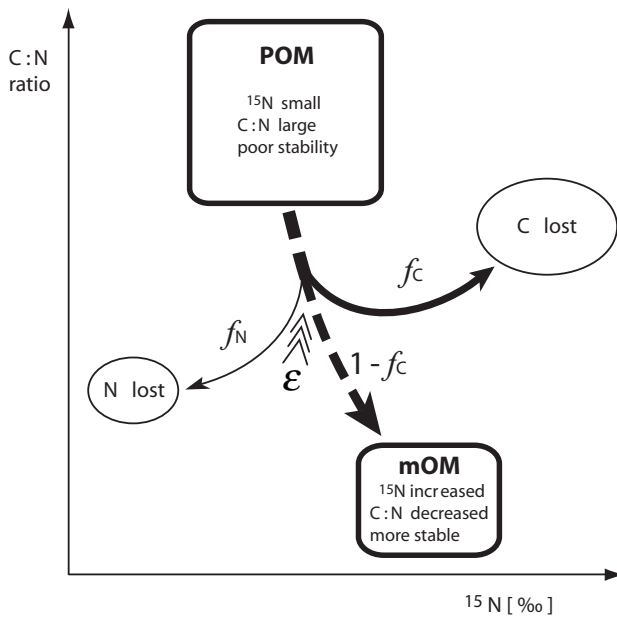 C:N
ratio
POM
¹⁵N small
C:N large
poor stability
C lost
fC
fN
N lost
ε
1 - fC
mOM
¹⁵N increased
C:N decreased
more stable
¹⁵N [‰]